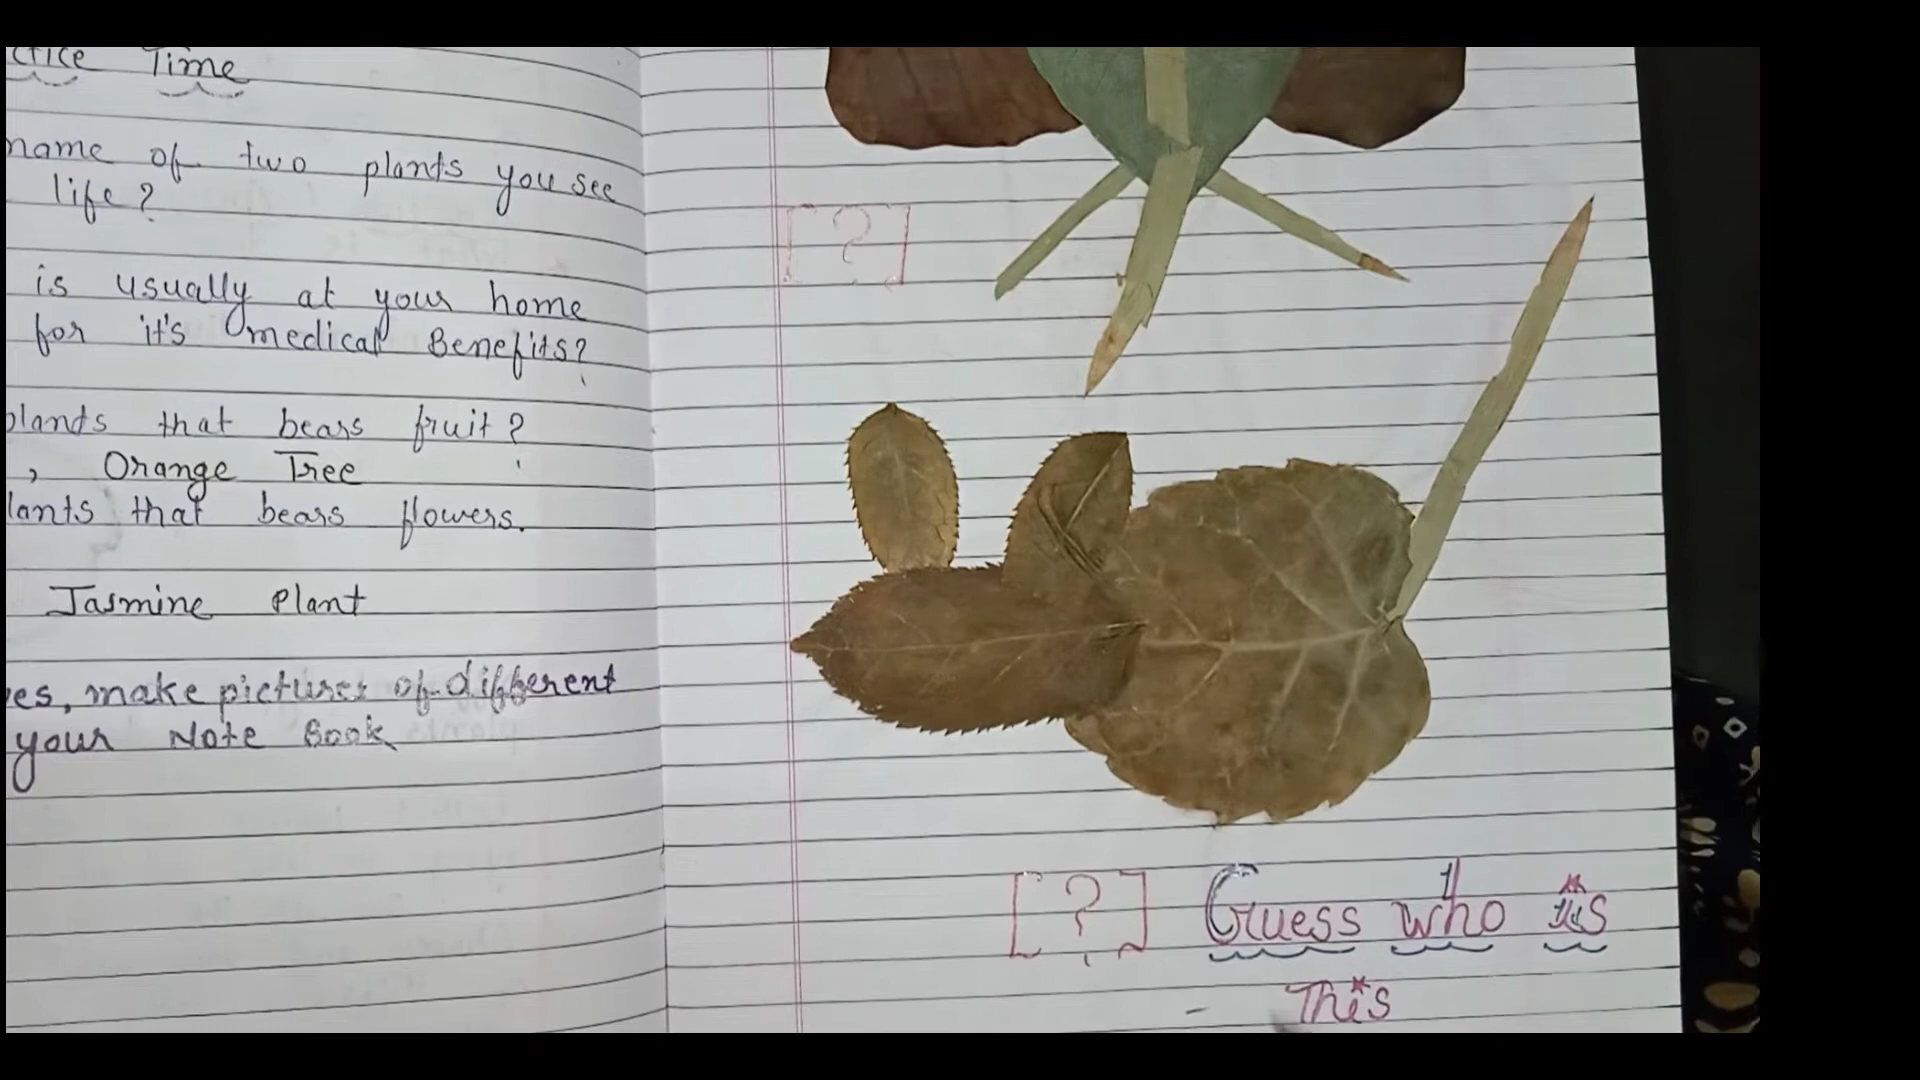 ctice Time
name of two plants you see
life?
is usually at your home
for it's medical Benefits?
plants that bears fruit?
, Orange Tree
lants that bears flowers.
Jasmine Plant
es, make pictures of different
your Note Book
[?]
[?] Guess who is
This